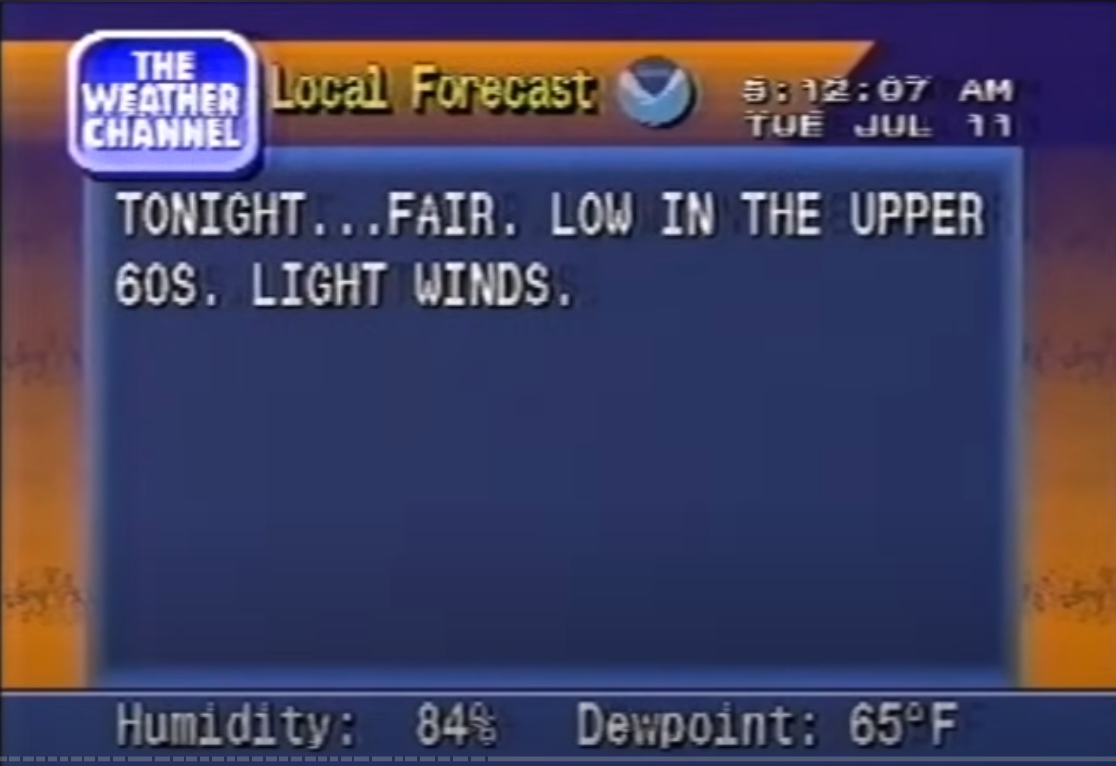 THE
WEATHER
CHANNEL
Local Forecast
5:12:07 AM
TUE JUL 11
TONIGHT...FAIR. LOW IN THE UPPER
60S. LIGHT WINDS.
Humidity: 84% Dewpoint: 65°F